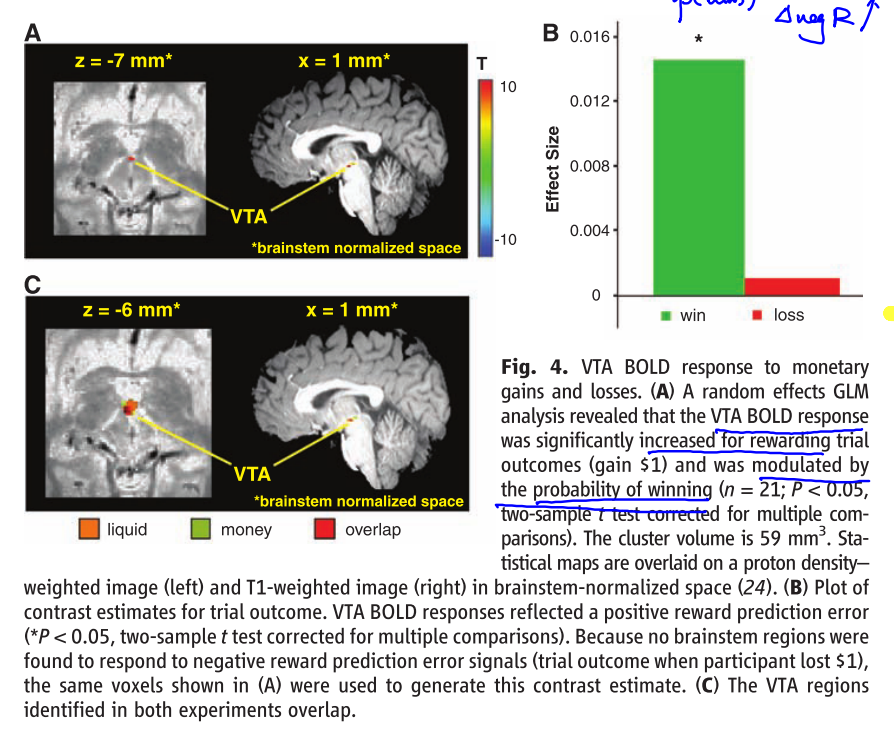 Δneg R ↑
A
z = -7 mm*
x = 1 mm*
T
10
-10
VTA
*brainstem normalized space
B
0.016
0.012
0.008
0.004
0
Effect Size
*
win
loss
C
z = -6 mm*
x = 1 mm*
VTA
*brainstem normalized space
liquid
money
overlap
Fig. 4. VTA BOLD response to monetary
gains and losses. (A) A random effects GLM
analysis revealed that the VTA BOLD response
was significantly increased for rewarding trial
outcomes (gain $1) and was modulated by
the probability of winning (n = 21; P < 0.05,
two-sample t test corrected for multiple com-
parisons). The cluster volume is 59 mm³. Sta-
tistical maps are overlaid on a proton density–
weighted image (left) and T1-weighted image (right) in brainstem-normalized space (24). (B) Plot of
contrast estimates for trial outcome. VTA BOLD responses reflected a positive reward prediction error
(*P < 0.05, two-sample t test corrected for multiple comparisons). Because no brainstem regions were
found to respond to negative reward prediction error signals (trial outcome when participant lost $1),
the same voxels shown in (A) were used to generate this contrast estimate. (C) The VTA regions
identified in both experiments overlap.